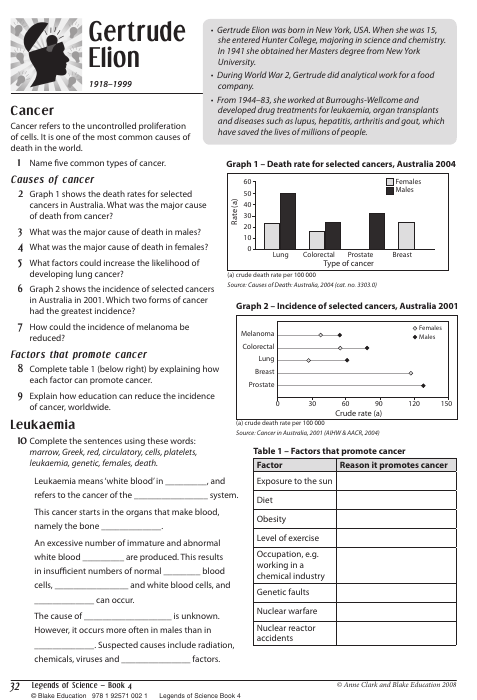 Gertrude
Elion
1918–1999
• Gertrude Elion was born in New York, USA. When she was 15,
she entered Hunter College, majoring in science and chemistry.
In 1941 she obtained her Masters degree from New York
University.
• During World War 2, Gertrude did analytical work for a food
company.
• From 1944–83, she worked at Burroughs-Wellcome and
developed drug treatments for leukaemia, organ transplants
and diseases such as lupus, hepatitis, arthritis and gout, which
have saved the lives of millions of people.
Cancer
Cancer refers to the uncontrolled proliferation
of cells. It is one of the most common causes of
death in the world.
1 Name five common types of cancer.
Causes of cancer
2 Graph 1 shows the death rates for selected
cancers in Australia. What was the major cause
of death from cancer?
3 What was the major cause of death in males?
4 What was the major cause of death in females?
5 What factors could increase the likelihood of
developing lung cancer?
6 Graph 2 shows the incidence of selected cancers
in Australia in 2001. Which two forms of cancer
had the greatest incidence?
7 How could the incidence of melanoma be
reduced?
Factors that promote cancer
8 Complete table 1 (below right) by explaining how
each factor can promote cancer.
9 Explain how education can reduce the incidence
of cancer, worldwide.
Leukaemia
10 Complete the sentences using these words:
marrow, Greek, red, circulatory, cells, platelets,
leukaemia, genetic, females, death.
Leukaemia means 'white blood' in _________, and
refers to the cancer of the ________________ system.
This cancer starts in the organs that make blood,
namely the bone _____________.
An excessive number of immature and abnormal
white blood _________ are produced. This results
in insufficient numbers of normal ________ blood
cells, ________________ and white blood cells, and
_____________ can occur.
The cause of ___________________ is unknown.
However, it occurs more often in males than in
_____________. Suspected causes include radiation,
chemicals, viruses and __________ factors.
Graph 1 – Death rate for selected cancers, Australia 2004
Females
Males
Rate (a)
60
50
40
30
20
10
0
Lung Colorectal Prostate Breast
Type of cancer
(a) crude death rate per 100 000
Source: Causes of Death: Australia, 2004 (cat. no. 3303.0)
Graph 2 – Incidence of selected cancers, Australia 2001
Females
Males
Melanoma
Colorectal
Lung
Breast
Prostate
0 30 60 90 120 150
Crude rate (a)
(a) crude death rate per 100 000
Source: Cancer in Australia, 2001 (AIHW & AACR, 2004)
Table 1 – Factors that promote cancer
Factor Reason it promotes cancer
Exposure to the sun
Diet
Obesity
Level of exercise
Occupation, e.g.
working in a
chemical industry
Genetic faults
Nuclear warfare
Nuclear reactor
accidents
32 Legends of Science — Book 4
© Anne Clark and Blake Education 2008
© Blake Education 978 1 92571 002 1 Legends of Science Book 4